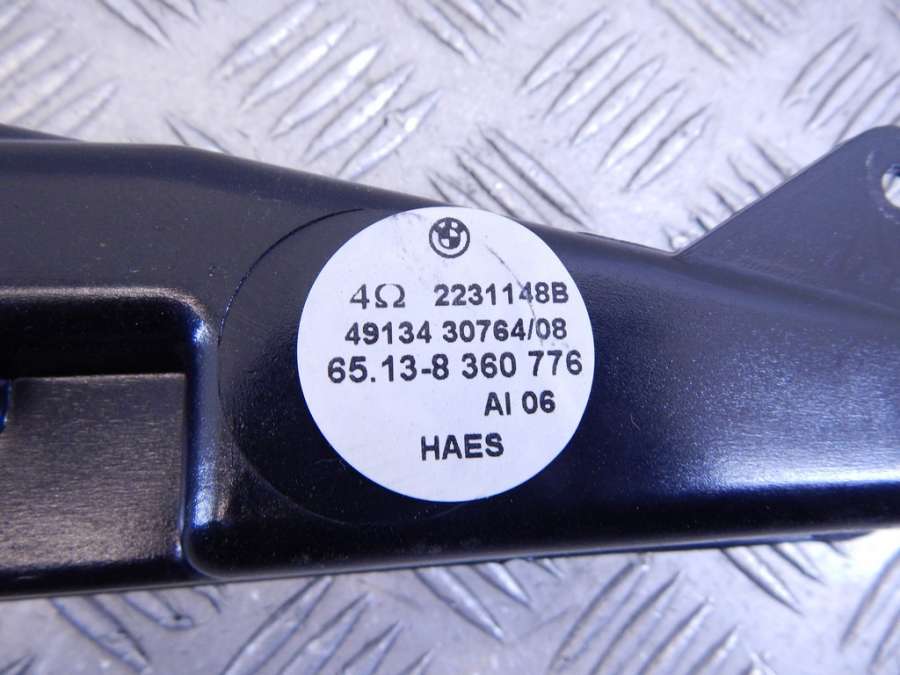 4Ω 2231148B
49134 30764/08
65.13-8 360 776
AI 06
HAES